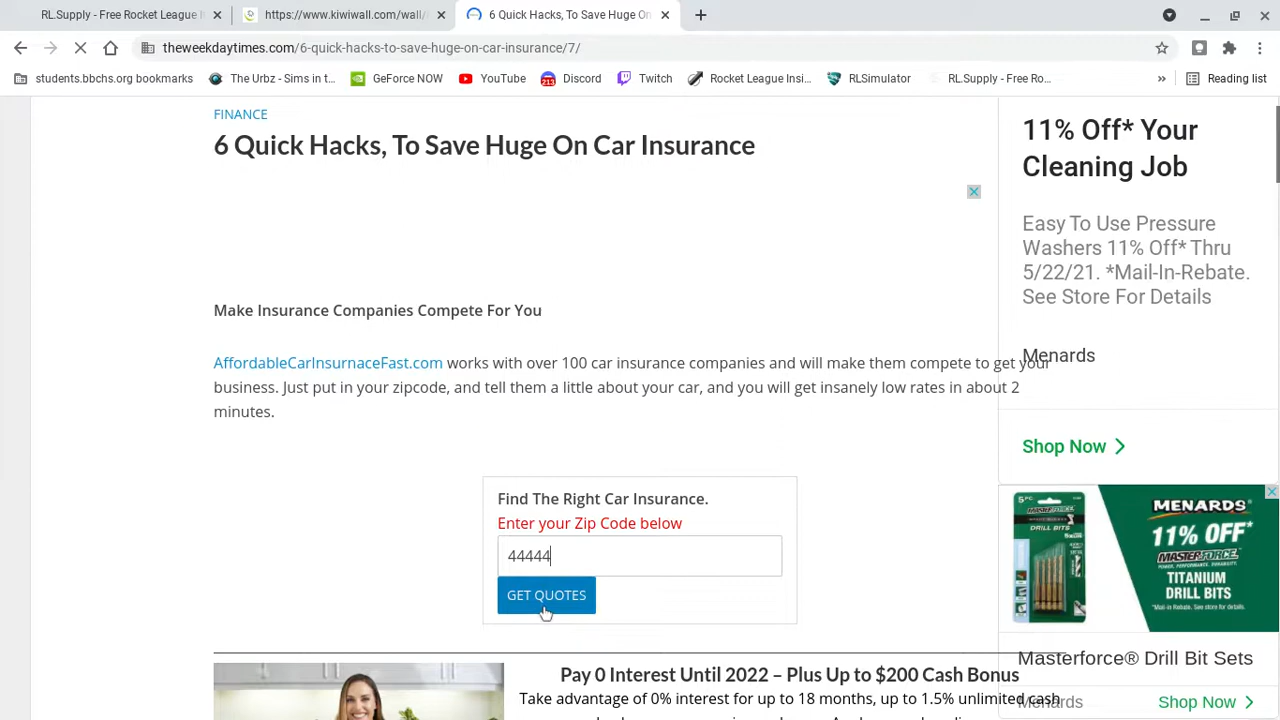 RL.Supply - Free Rocket League I
https://www.kiwiwall.com/wall/
6 Quick Hacks, To Save Huge On
theweekdaytimes.com/6-quick-hacks-to-save-huge-on-car-insurance/7/
students.bbchs.org bookmarks
The Urbz - Sims in t...
GeForce NOW
YouTube
213
Discord
Twitch
Rocket League Insi...
RLSimulator
RL.Supply - Free Ro...
»
Reading list
FINANCE
6 Quick Hacks, To Save Huge On Car Insurance
Make Insurance Companies Compete For You
AffordableCarInsurnaceFast.com works with over 100 car insurance companies and will make them compete to get your
business. Just put in your zipcode, and tell them a little about your car, and you will get insanely low rates in about 2
minutes.
Find The Right Car Insurance.
Enter your Zip Code below
44444
GET QUOTES
Pay 0 Interest Until 2022 – Plus Up to $200 Cash Bonus
Take advantage of 0% interest for up to 18 months, up to 1.5% unlimited cash
11% Off* Your
Cleaning Job
Easy To Use Pressure
Washers 11% Off* Thru
5/22/21. *Mail-In-Rebate.
See Store For Details
Menards
Shop Now
MENARDS
11% OFF*
MASTERFORCE
TITANIUM
DRILL BITS
*Mail-in Rebate. See store for details.
Masterforce® Drill Bit Sets
Menards
Shop Now